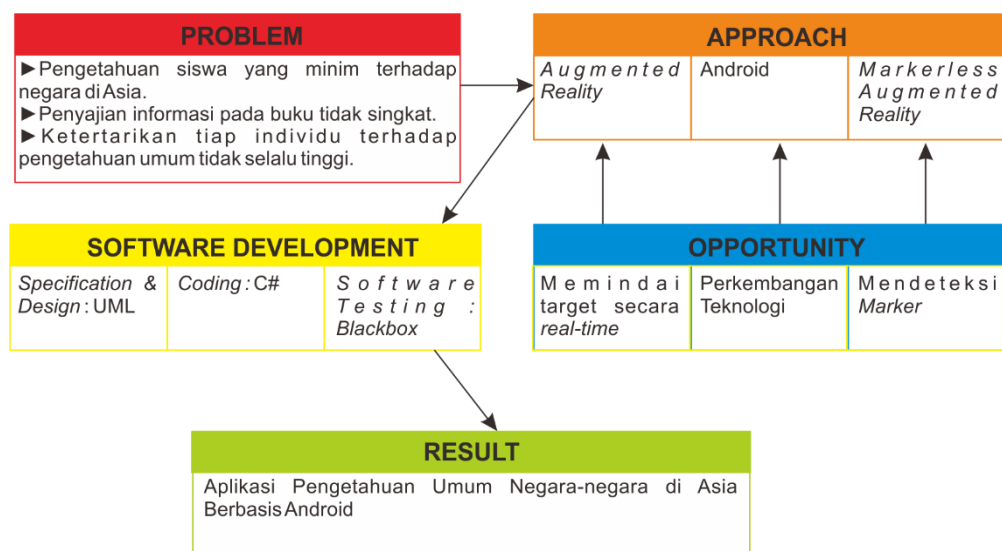 PROBLEM
►Pengetahuan siswa yang minim terhadap
negara di Asia.
►Penyajian informasi pada buku tidak singkat.
►Ketertarikan tiap individu terhadap
pengetahuan umum tidak selalu tinggi.
APPROACH
Augmented
Reality
Android
Markerless
Augmented
Reality
SOFTWARE DEVELOPMENT
Specification &
Design : UML
Coding : C#
Software
Testing :
Blackbox
OPPORTUNITY
Memindai
target secara
real-time
Perkembangan
Teknologi
Mendeteksi
Marker
RESULT
Aplikasi Pengetahuan Umum Negara-negara di Asia
Berbasis Android